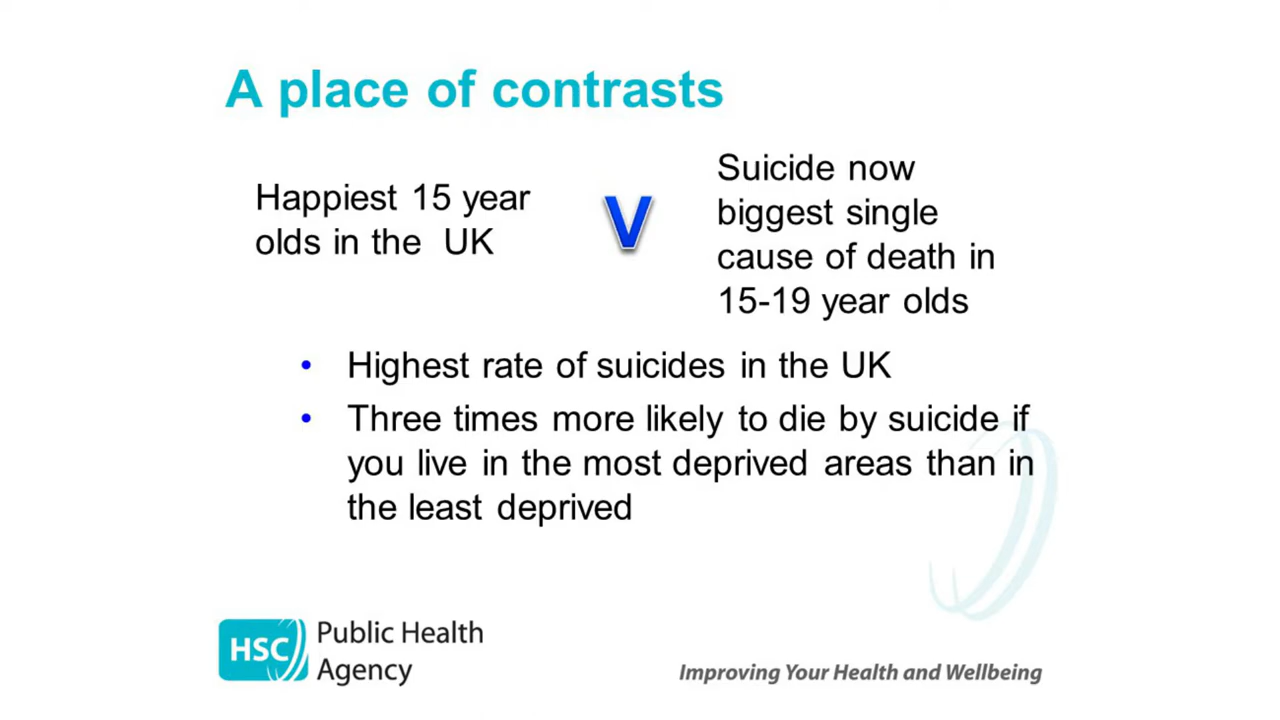 A place of contrasts
Happiest 15 year
olds in the UK
V
Suicide now
biggest single
cause of death in
15-19 year olds
• Highest rate of suicides in the UK
• Three times more likely to die by suicide if
you live in the most deprived areas than in
the least deprived
HSC
Public Health
Agency
Improving Your Health and Wellbeing